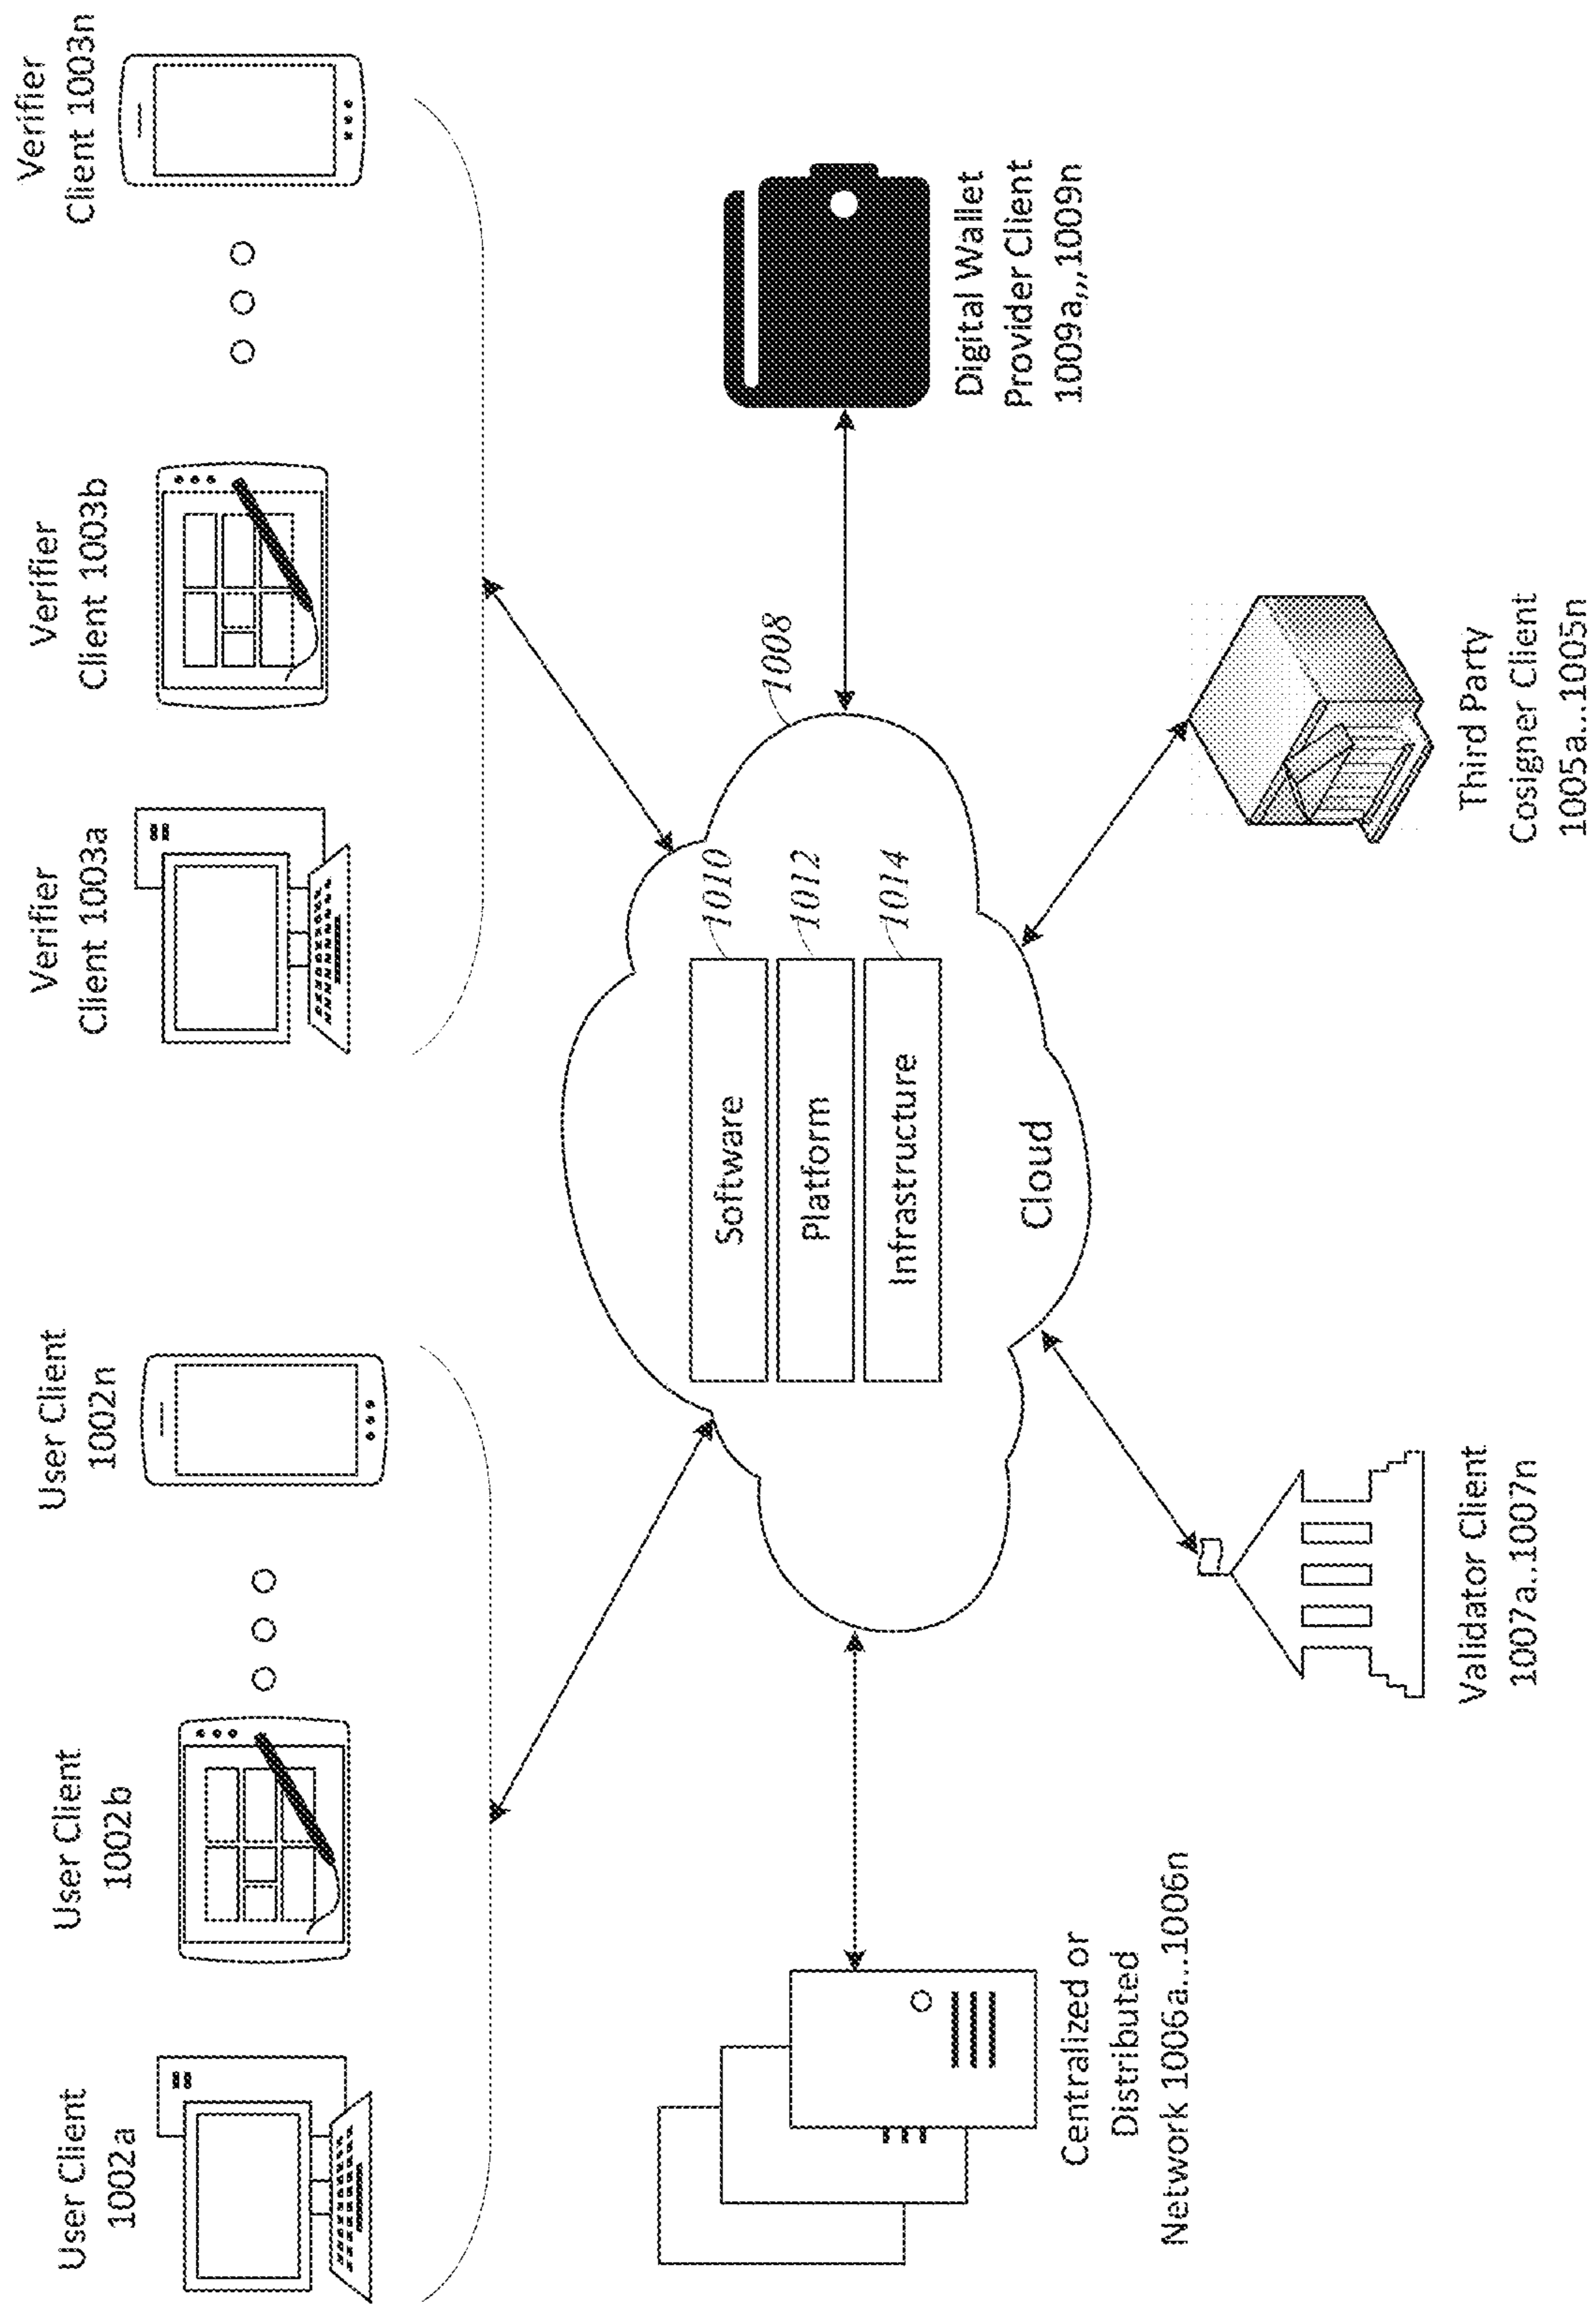 User Client
1002a
User Client
1002b
User Client
1002n
Verifier
Client 1003a
Verifier
Client 1003b
Verifier
Client 1003n
1008
Software
1010
Platform
1012
Infrastructure
1014
Cloud
Centralized or
Distributed
Network 1006a...1006n
Validator Client
1007a..1007n
Third Party
Cosigner Client
1005a...1005n
Digital Wallet
Provider Client
1009a,,,1009n